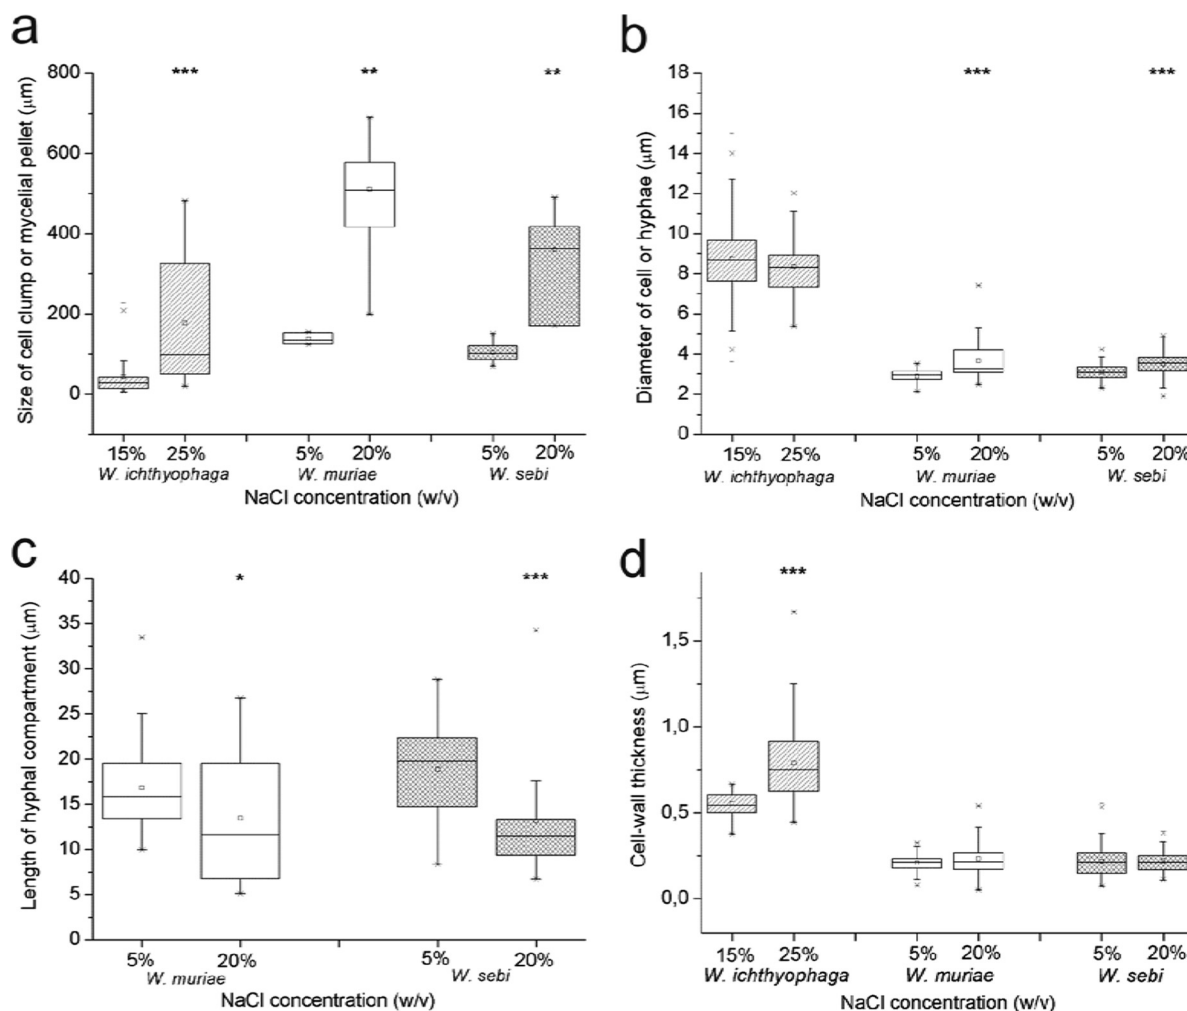 a
Size of cell clump or mycelial pellet (μm)
800
600
400
200
0
***
**
**
15%
25%
5%
20%
5%
20%
W. ichthyophaga
W. muriae
W. sebi
NaCl concentration (w/v)
b
Diameter of cell or hyphae (μm)
18
16
14
12
10
8
6
4
2
0
***
***
15%
25%
5%
20%
5%
20%
W. ichthyophaga
W. muriae
W. sebi
NaCl concentration (w/v)
c
Length of hyphal compartment (μm)
40
35
30
25
20
15
10
5
0
*
***
5%
20%
5%
20%
W. muriae
W. sebi
NaCl concentration (w/v)
d
Cell-wall thickness (μm)
1,5
1,0
0,5
0,0
***
15%
25%
5%
20%
5%
20%
W. ichthyophaga
W. muriae
W. sebi
NaCl concentration (w/v)